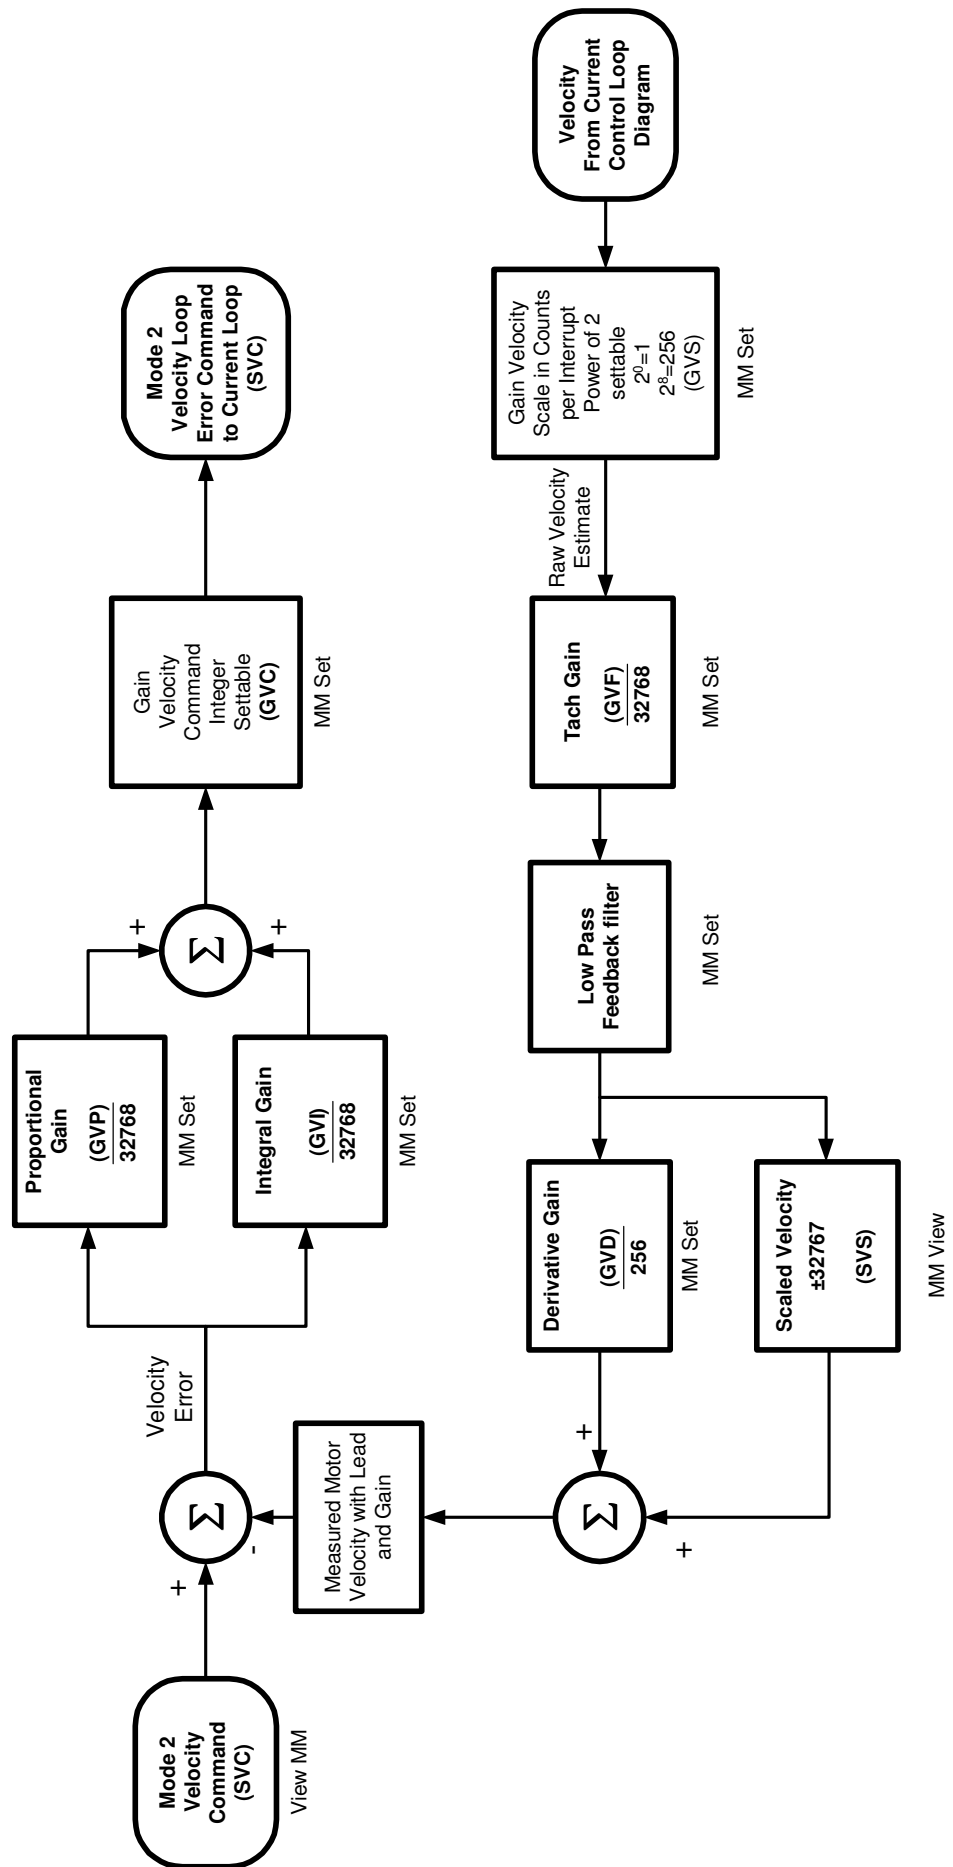 Mode 2
Velocity
Command
(SVC)
View MM
+
Σ
-
Velocity
Error
Proportional
Gain
(GVP)
32768
MM Set
Integral Gain
(GVI)
32768
MM Set
+
Σ
+
Gain
Velocity
Command
Integer
Settable
(GVC)
MM Set
Mode 2
Velocity Loop
Error Command
to Current Loop
(SVC)
Measured Motor
Velocity with Lead
and Gain
+
Σ
+
Derivative Gain
(GVD)
256
MM Set
Scaled Velocity
±32767
(SVS)
MM View
Low Pass
Feedback filter
MM Set
Tach Gain
(GVF)
32768
MM Set
Raw Velocity
Estimate
Gain Velocity
Scale in Counts
per Interrupt
Power of 2
settable
2⁰=1
2⁸=256
(GVS)
MM Set
Velocity
From Current
Control Loop
Diagram